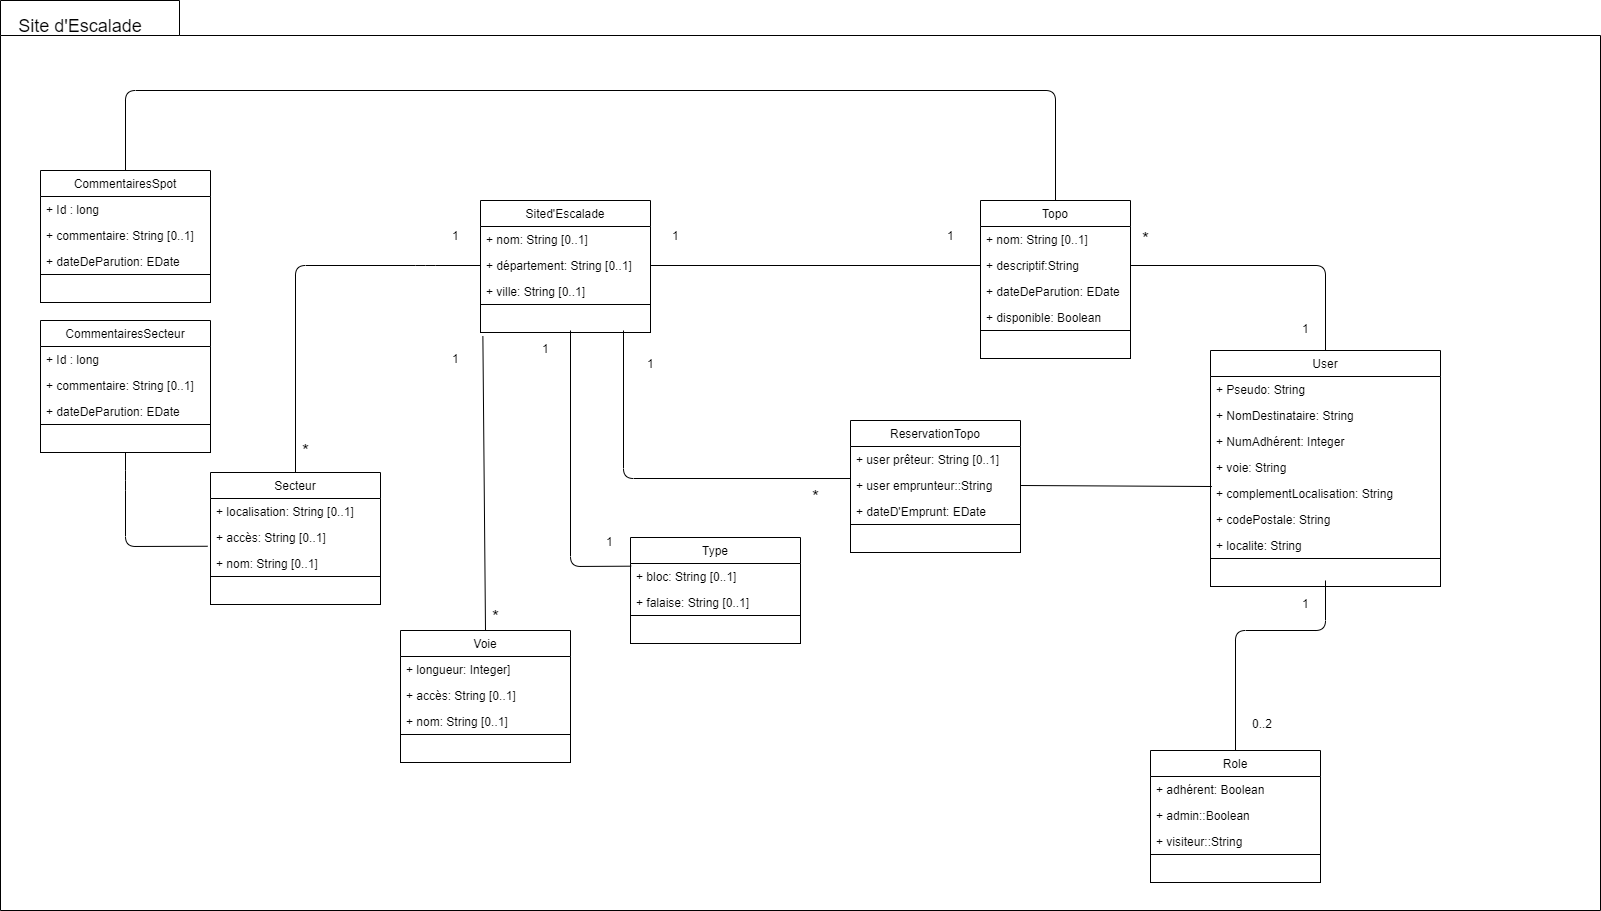 Site d'Escalade
CommentairesSpot
+ Id : long
+ commentaire: String [0..1]
+ dateDeParution: EDate
CommentairesSecteur
+ Id : long
+ commentaire: String [0..1]
+ dateDeParution: EDate
1
Sited'Escalade
+ nom: String [0..1]
+ département: String [0..1]
+ ville: String [0..1]
1
1
Topo
+ nom: String [0..1]
+ descriptif:String
+ dateDeParution: EDate
+ disponible: Boolean
*
1
1
1
1
*
Secteur
+ localisation: String [0..1]
+ accès: String [0..1]
+ nom: String [0..1]
User
+ Pseudo: String
+ NomDestinataire: String
+ NumAdhérent: Integer
+ voie: String
+ complementLocalisation: String
+ codePostale: String
+ localite: String
ReservationTopo
+ user prêteur: String [0..1]
+ user emprunteur::String
+ dateD'Emprunt: EDate
*
1
Type
+ bloc: String [0..1]
+ falaise: String [0..1]
*
Voie
+ longueur: Integer]
+ accès: String [0..1]
+ nom: String [0..1]
1
0..2
Role
+ adhérent: Boolean
+ admin::Boolean
+ visiteur::String